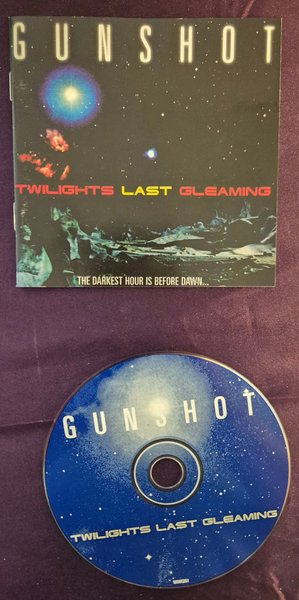 GUNSHOT
TWILIGHTS LAST GLEAMING
THE DARKEST HOUR IS BEFORE DAWN...
GUNSHOT
TWILIGHTS LAST GLEAMING